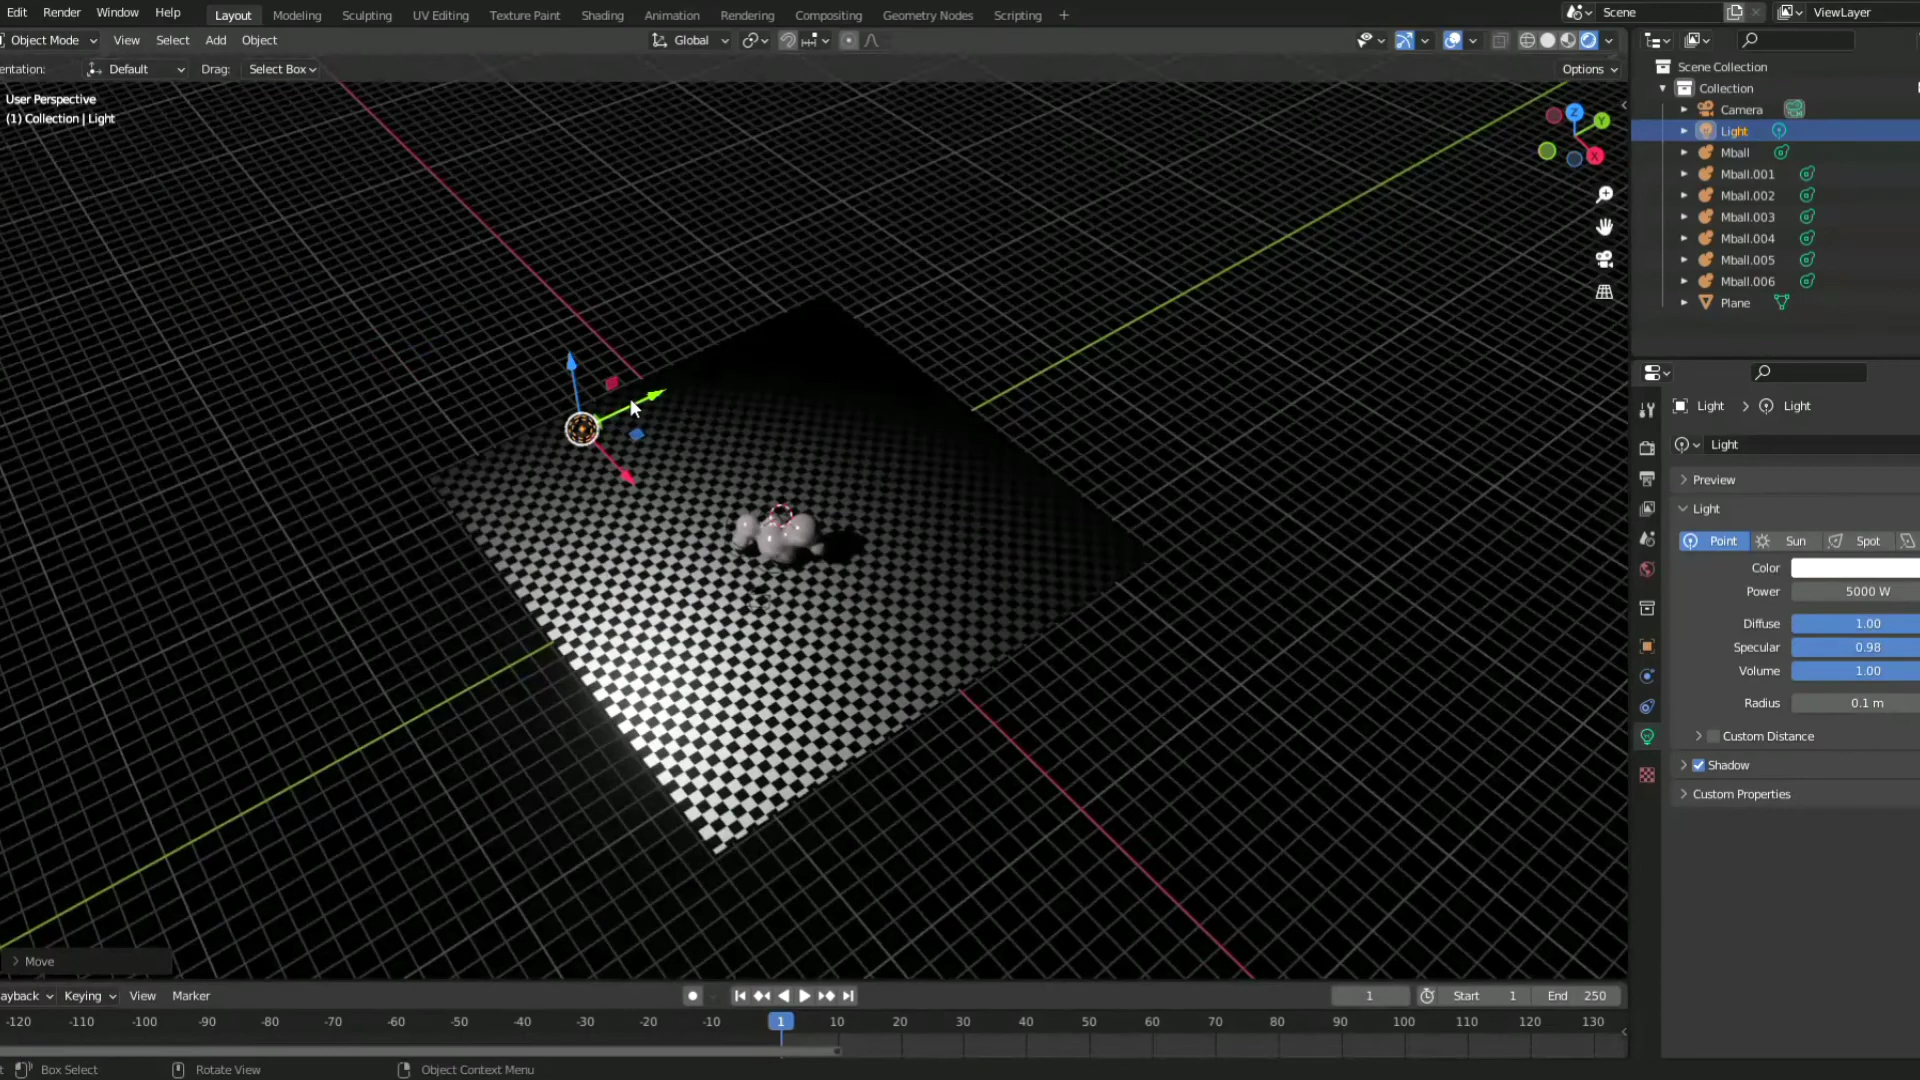 Edit Render Window Help Layout Modeling Sculpting UV Editing Texture Paint Shading Animation Rendering Compositing Geometry Nodes Scripting + Scene ViewLayer
Object Mode View Select Add Object Global
entation: Default Drag: Select Box Options
User Perspective
(1) Collection | Light
Z
Y
X
Scene Collection
Collection
Camera
Light
Mball
Mball.001
Mball.002
Mball.003
Mball.004
Mball.005
Mball.006
Plane
Light > Light
Light
Preview
Light
Point Sun Spot
Color
Power 5000 W
Diffuse 1.00
Specular 0.98
Volume 1.00
Radius 0.1 m
Custom Distance
Shadow
Custom Properties
> Move
ayback Keying View Marker 1 Start 1 End 250
-120 -110 -100 -90 -80 -70 -60 -50 -40 -30 -20 -10 1 10 20 30 40 50 60 70 80 90 100 110 120 130
t Box Select Rotate View Object Context Menu